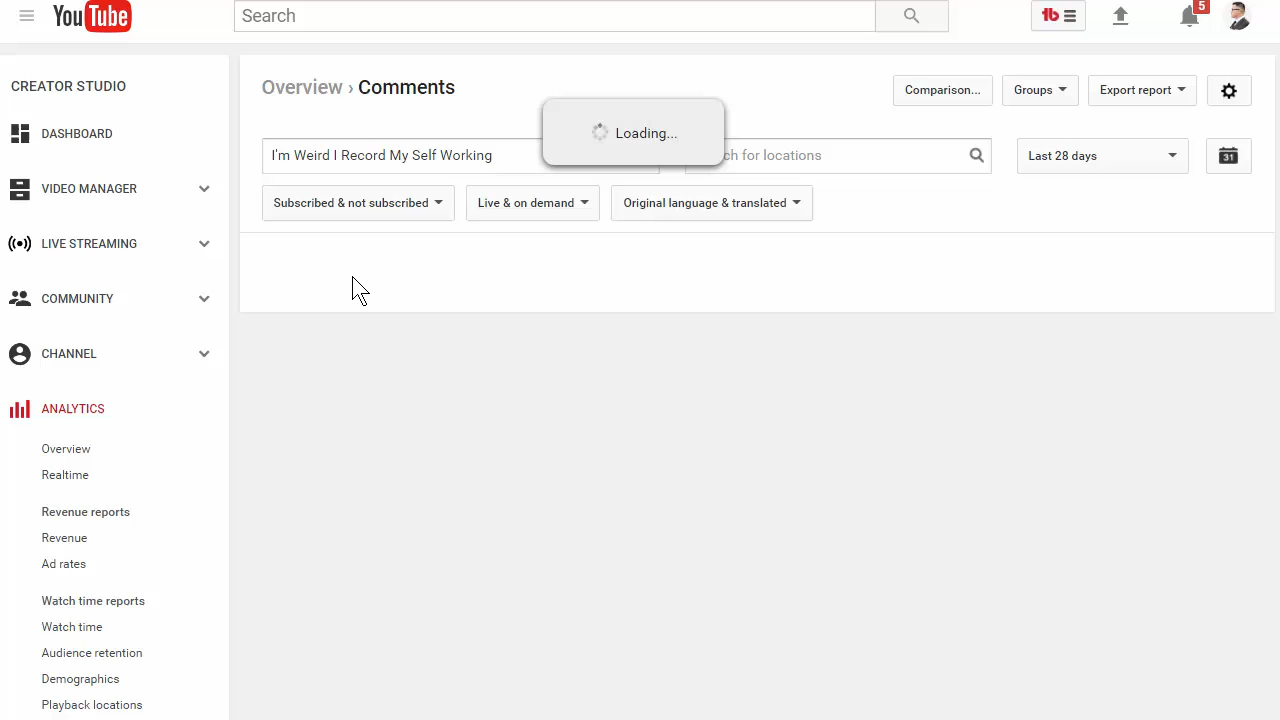 YouTube
Search
tb
5
CREATOR STUDIO
DASHBOARD
VIDEO MANAGER
LIVE STREAMING
COMMUNITY
CHANNEL
ANALYTICS
Overview
Realtime
Revenue reports
Revenue
Ad rates
Watch time reports
Watch time
Audience retention
Demographics
Playback locations
Overview › Comments
Comparison...
Groups
Export report
Loading...
I'm Weird I Record My Self Working
ch for locations
Last 28 days
31
Subscribed & not subscribed
Live & on demand
Original language & translated